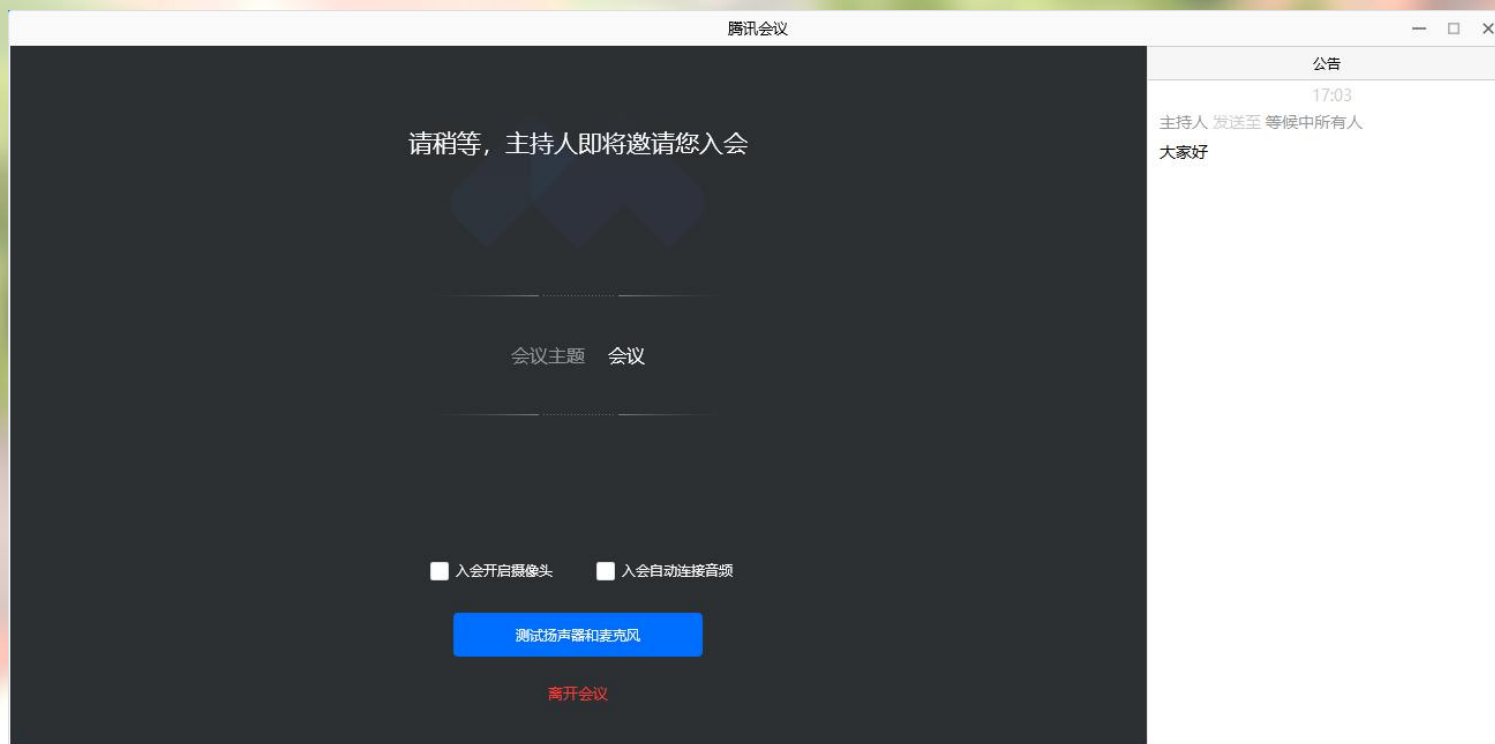 腾讯会议
请稍等，主持人即将邀请您入会
会议主题 会议
入会开启摄像头 入会自动连接音频
测试扬声器和麦克风
离开会议
公告
17:03
主持人 发送至 等候中所有人
大家好